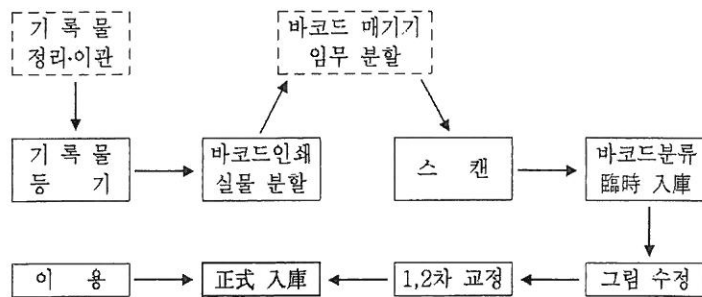 기 록 물
정리·이관
바코드 매기기
임무 분할
기 록 물
등 기
바코드인쇄
실물 분할
스 캔
바코드분류
臨時 入庫
이 용
正式 入庫
1,2차 교정
그림 수정